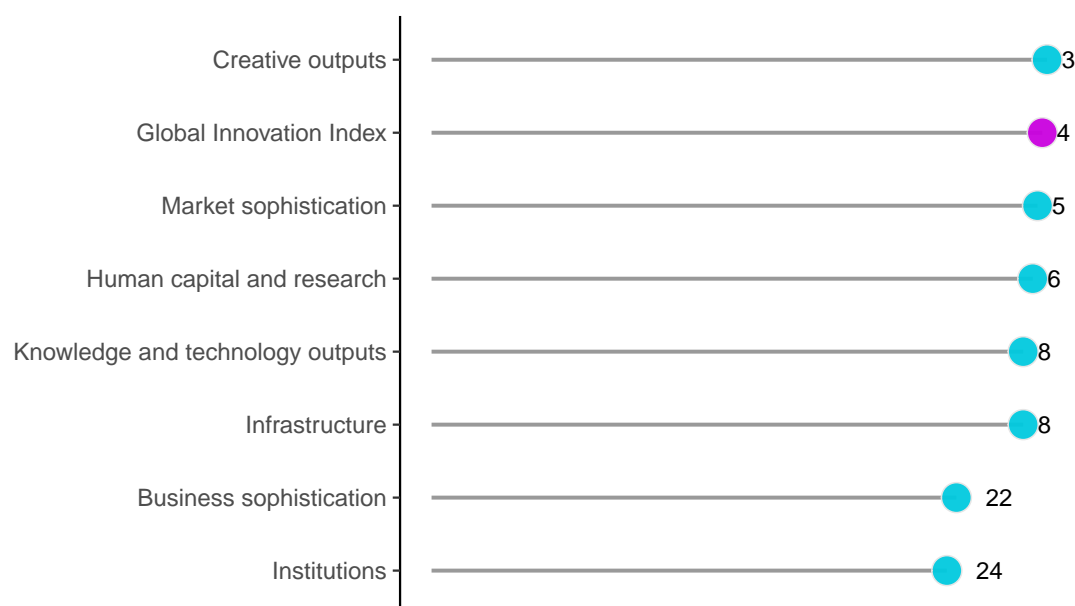 Creative outputs 3
Global Innovation Index 4
Market sophistication 5
Human capital and research 6
Knowledge and technology outputs 8
Infrastructure 8
Business sophistication 22
Institutions 24